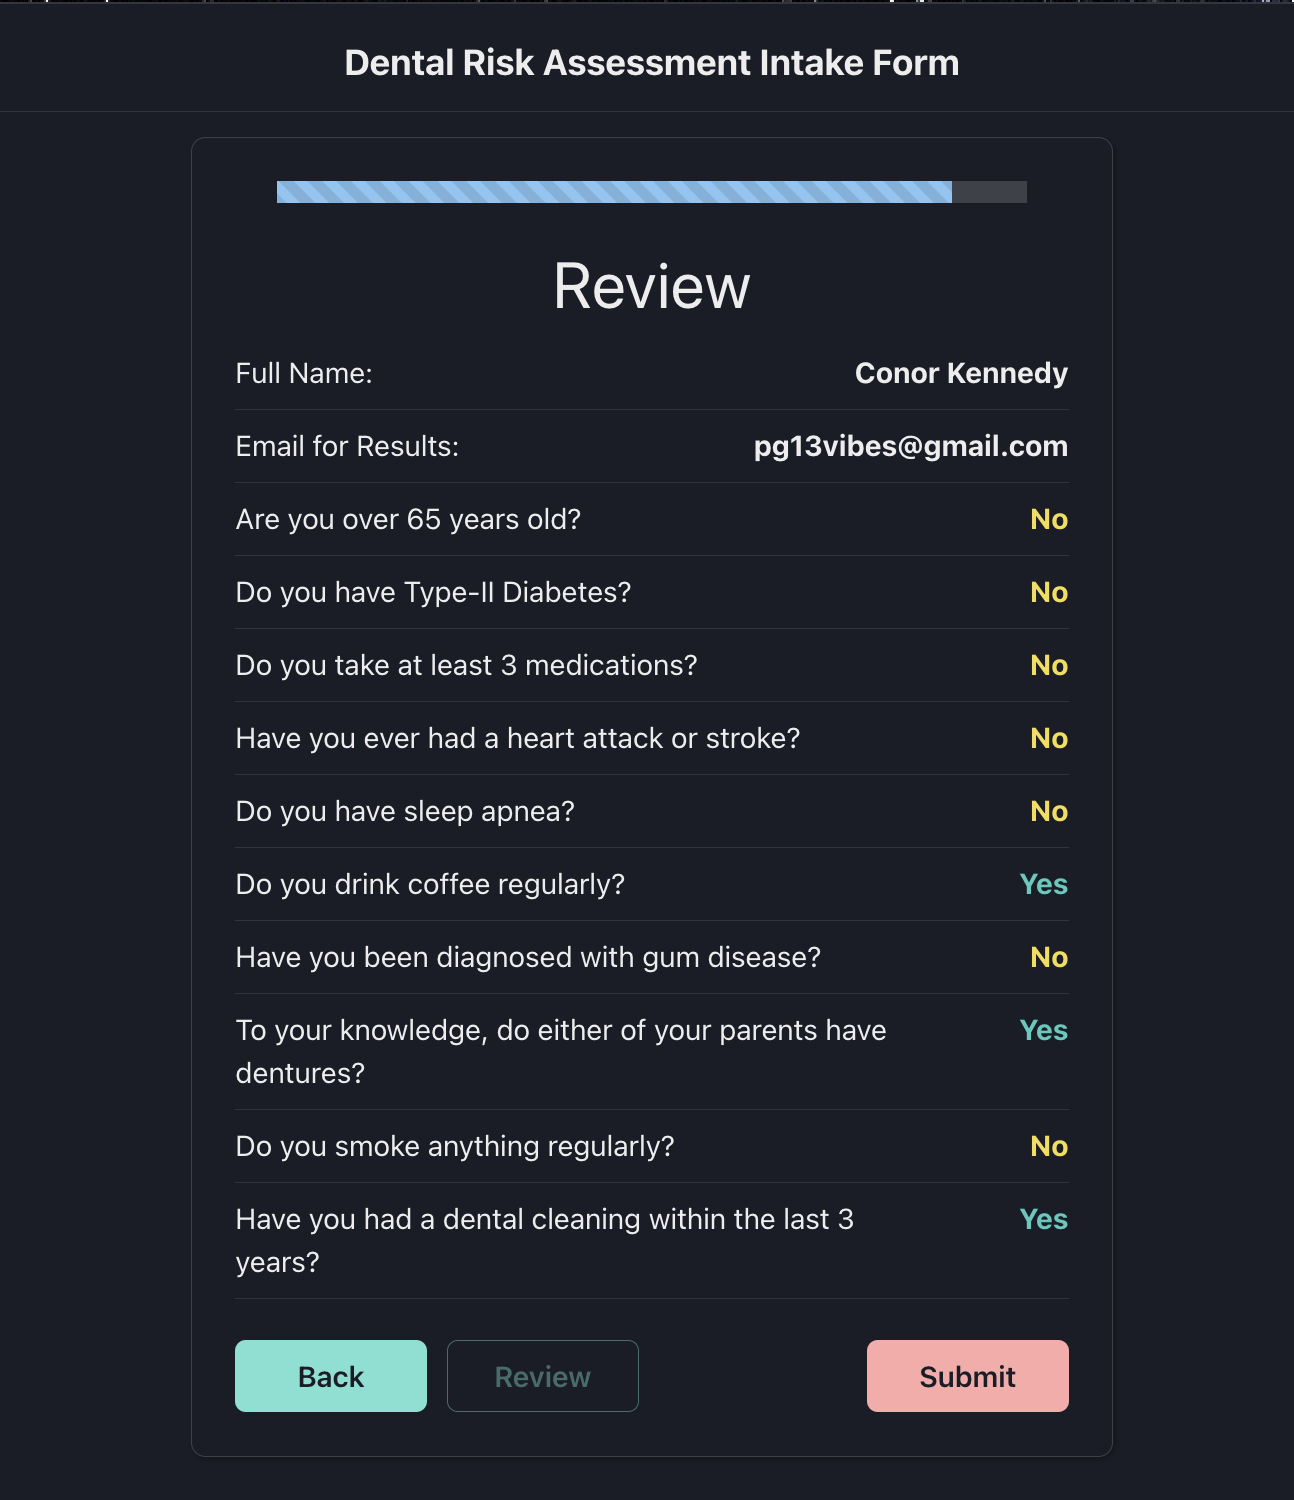 Dental Risk Assessment Intake Form
Review
Full Name: Conor Kennedy
Email for Results: pg13vibes@gmail.com
Are you over 65 years old? No
Do you have Type-II Diabetes? No
Do you take at least 3 medications? No
Have you ever had a heart attack or stroke? No
Do you have sleep apnea? No
Do you drink coffee regularly? Yes
Have you been diagnosed with gum disease? No
To your knowledge, do either of your parents have Yes
dentures?
Do you smoke anything regularly? No
Have you had a dental cleaning within the last 3 Yes
years?
Back Review Submit